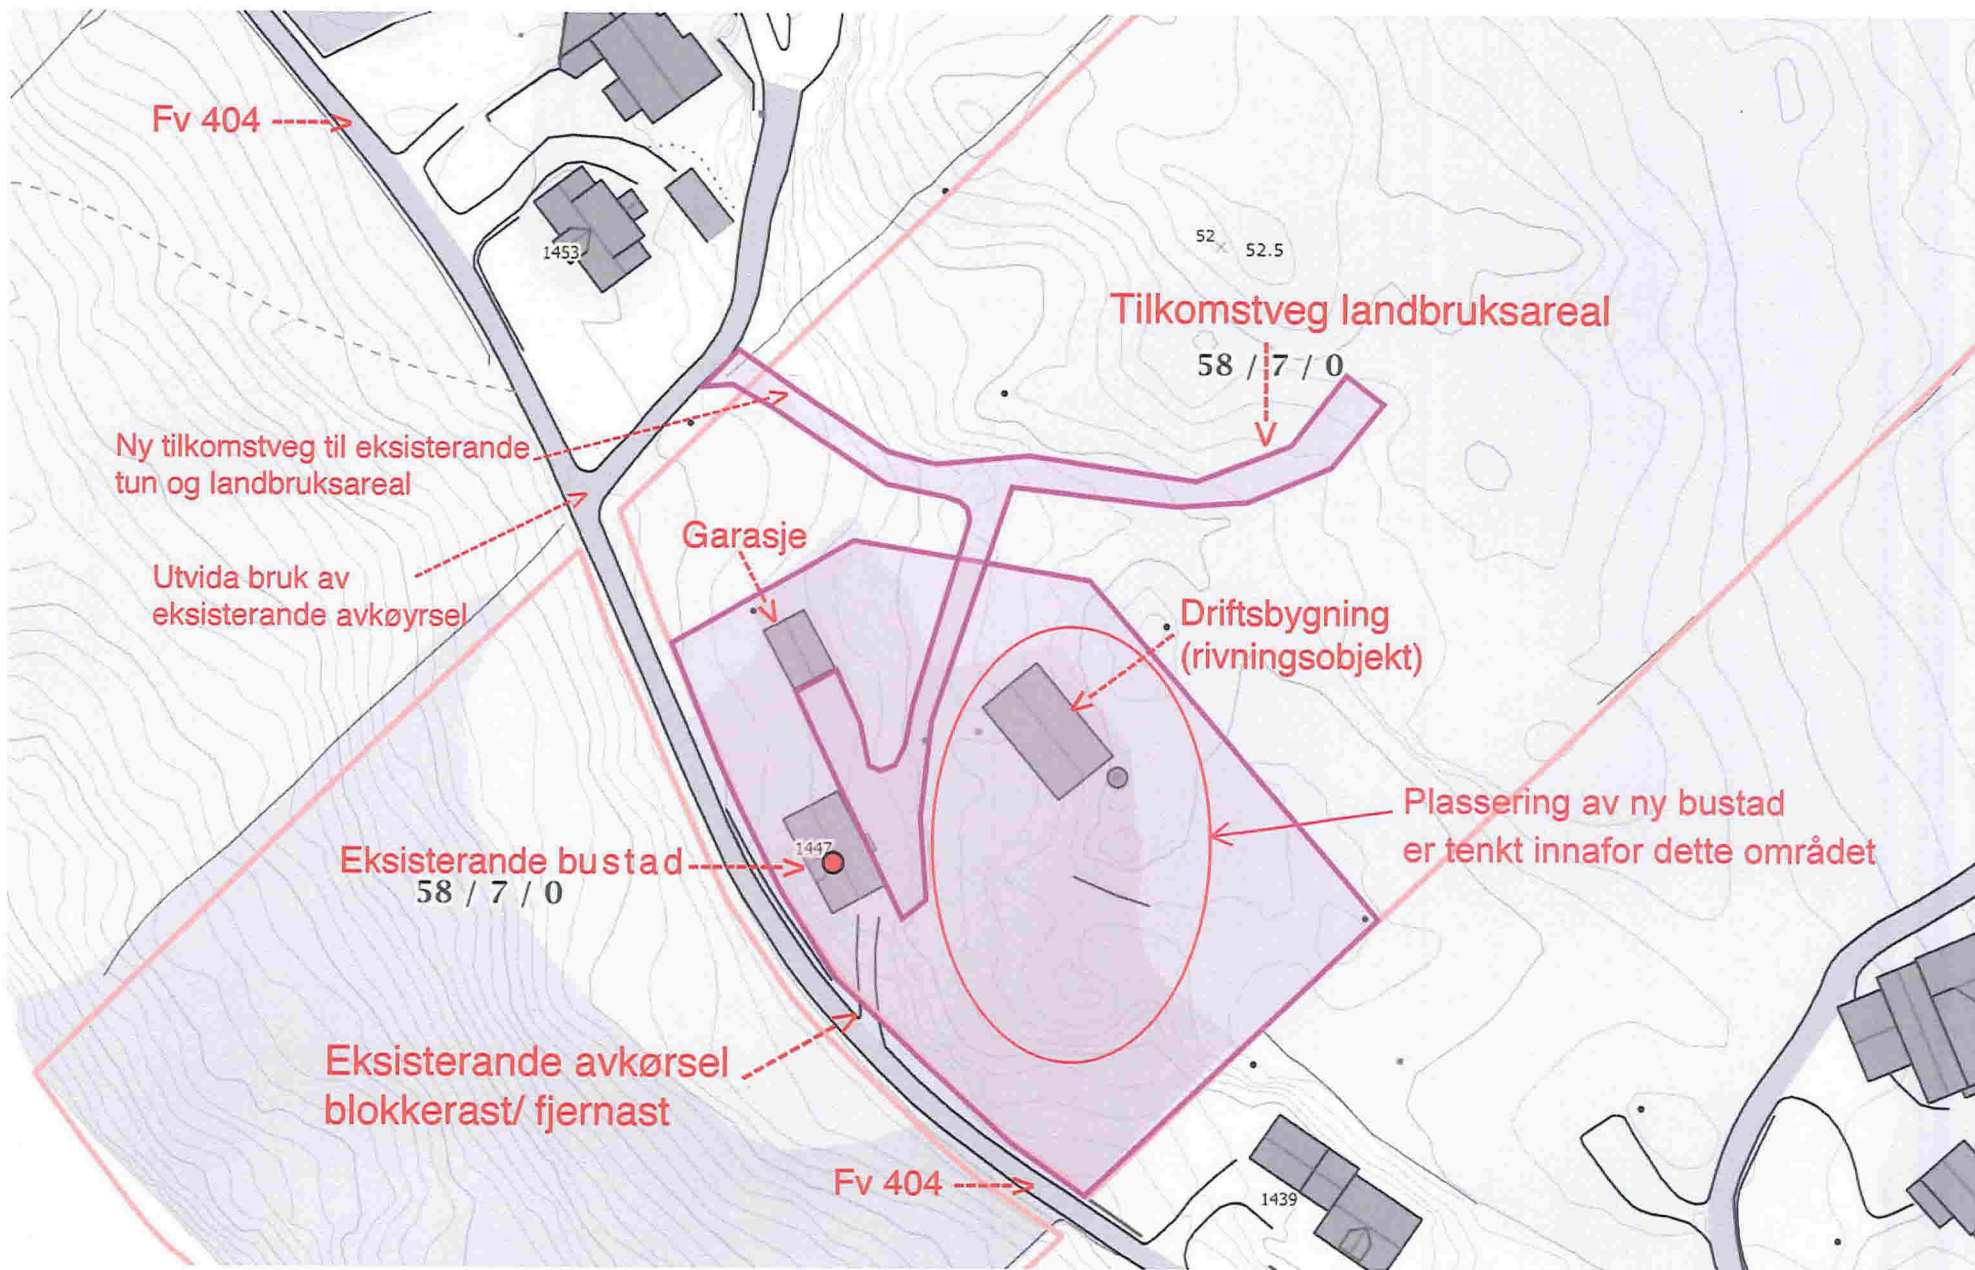 Fv 404
1453
52
52.5
Tilkomstveg landbruksareal
58 / 7 / 0
Ny tilkomstveg til eksisterande
tun og landbruksareal
Garasje
Utvida bruk av
eksisterande avkøyrsel
Driftsbygning
(rivningsobjekt)
Plassering av ny bustad
er tenkt innafor dette området
1447
Eksisterande bustad
58 / 7 / 0
Eksisterande avkørsel
blokkerast/ fjernast
Fv 404
1439